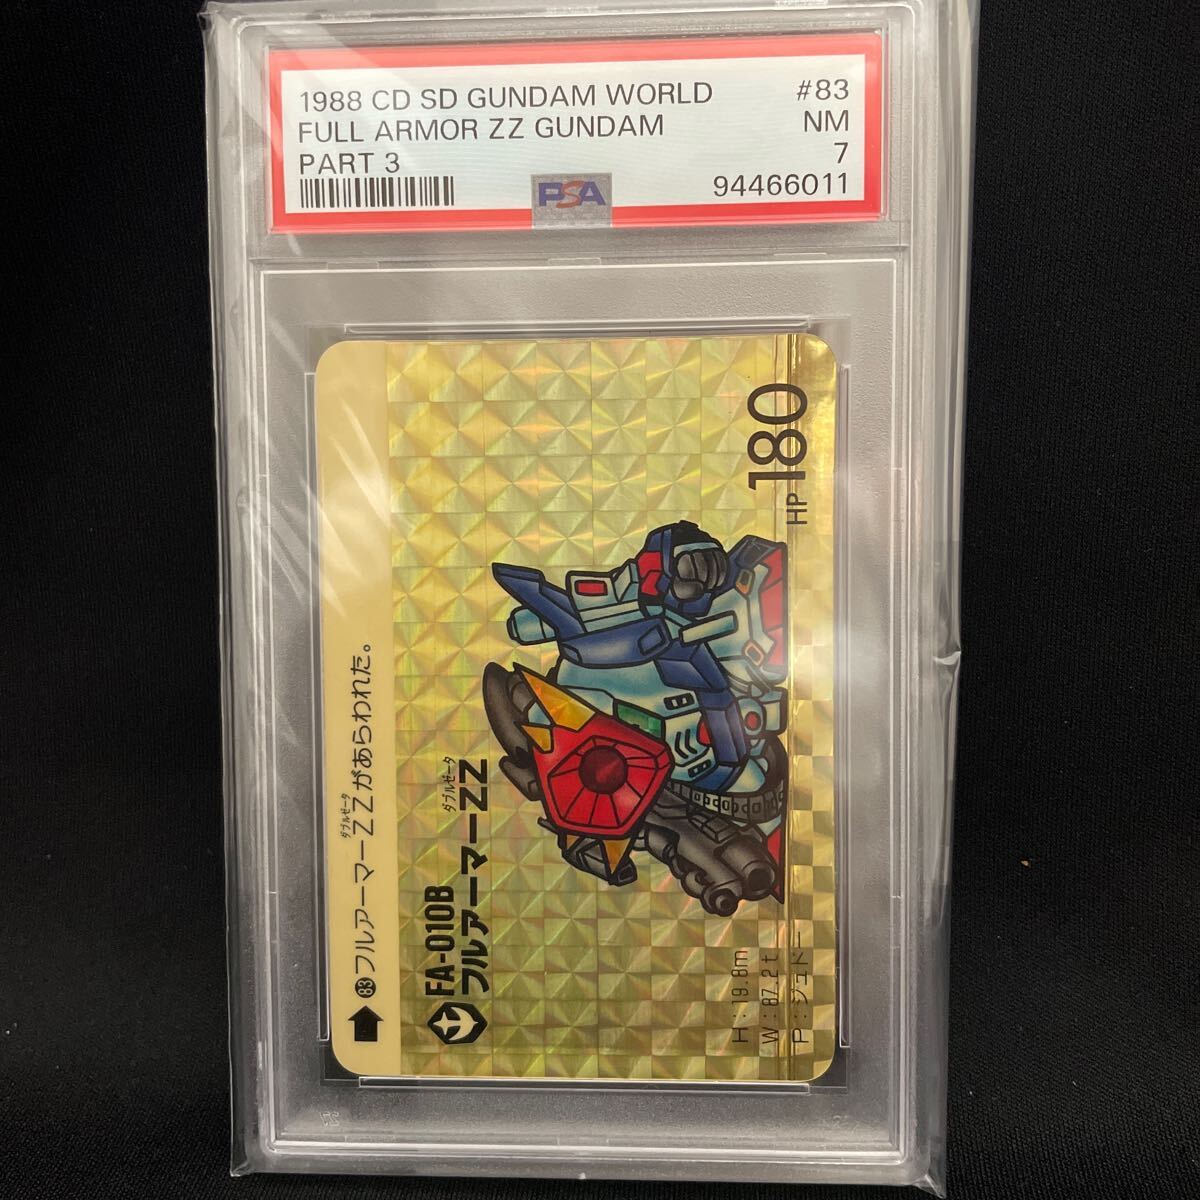 1988 CD SD GUNDAM WORLD #83
FULL ARMOR ZZ GUNDAM NM
PART 3 7
PSA 94466011
ダブルゼータ
83 フルアーマーZZがあらわれた。
FA-010B
ダブルゼータ
フルアーマーZZ
HP 180
H:19.8m
W:87.2t
P:ジュドー